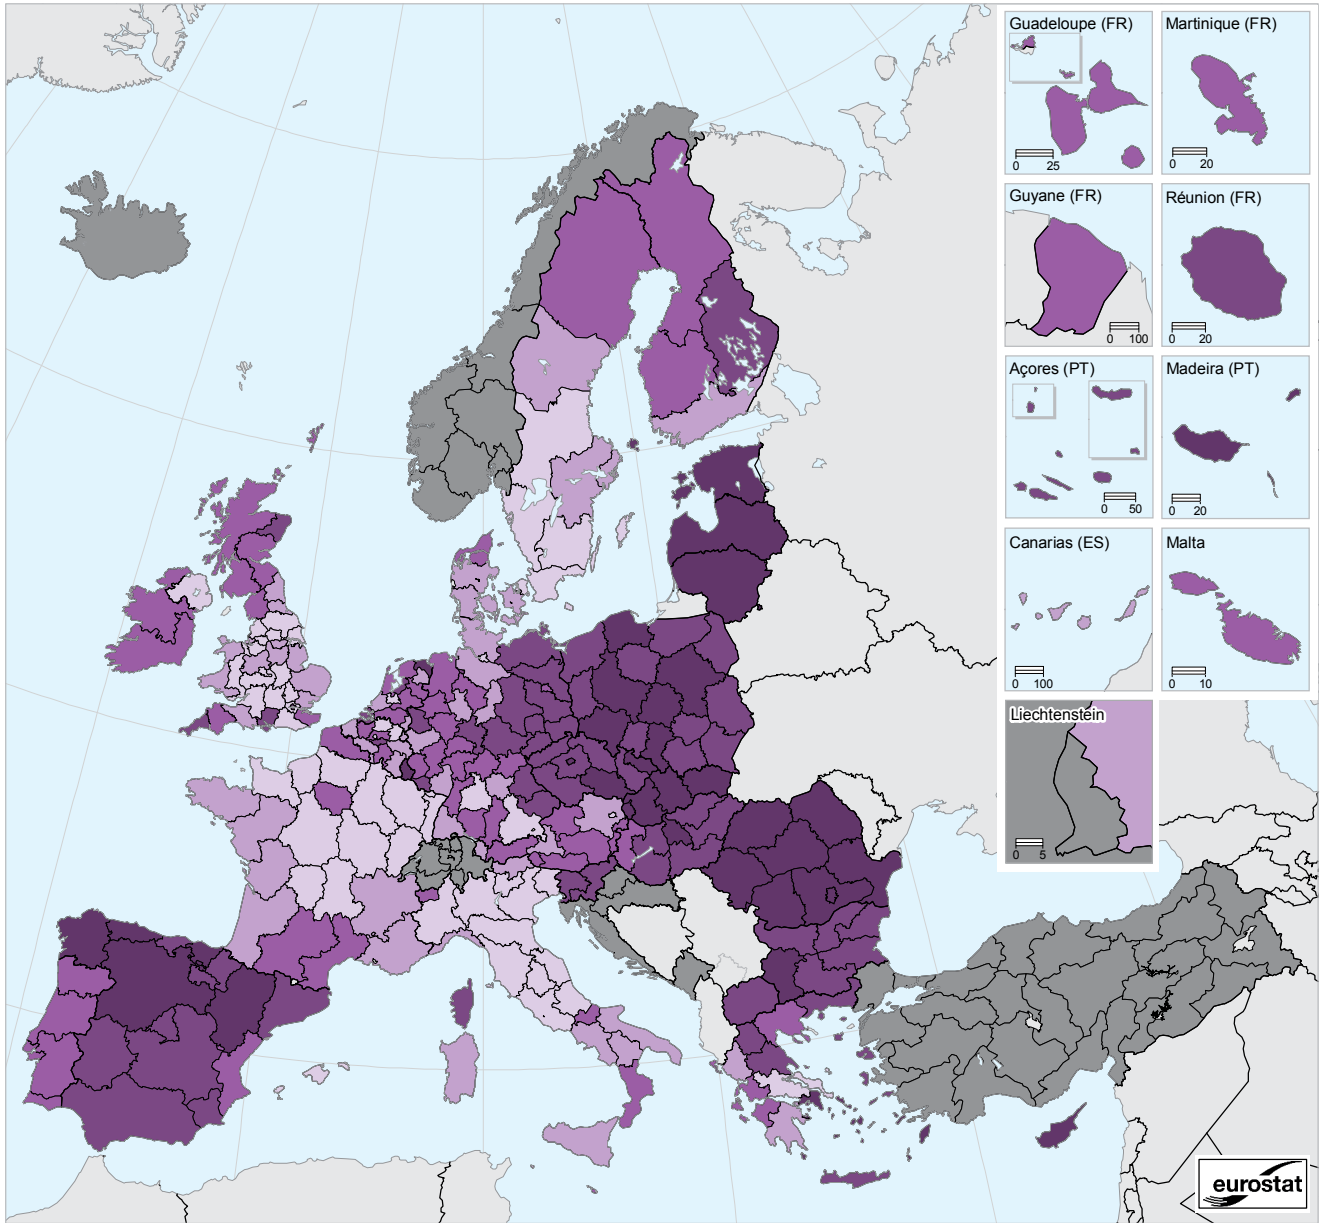 Guadeloupe (FR)
0 25
Martinique (FR)
0 20
Guyane (FR)
0 100
Réunion (FR)
0 20
Açores (PT)
0 50
Madeira (PT)
0 20
Canarias (ES)
0 100
Malta
0 10
Liechtenstein
0 5
eurostat